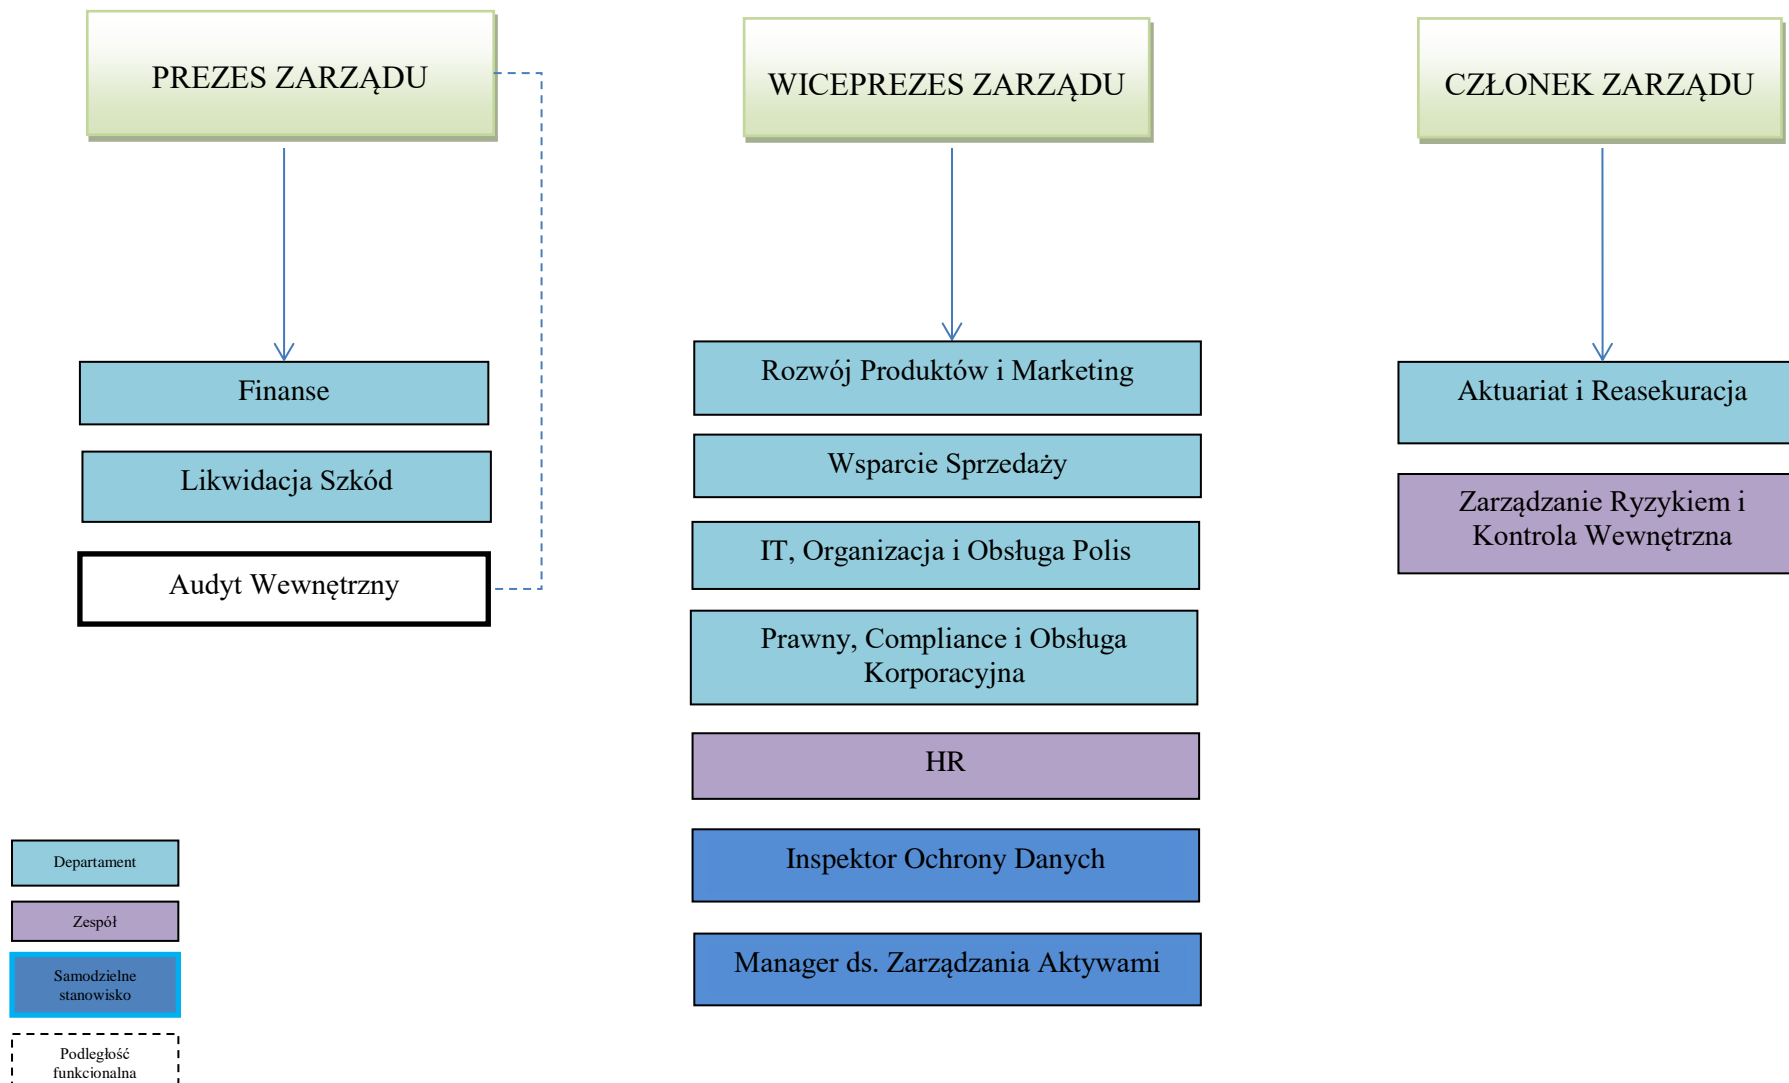 PREZES ZARZĄDU
WICEPREZES ZARZĄDU
CZŁONEK ZARZĄDU
Finanse
Likwidacja Szkód
Audyt Wewnętrzny
Rozwój Produktów i Marketing
Wsparcie Sprzedaży
IT, Organizacja i Obsługa Polis
Prawny, Compliance i Obsługa
Korporacyjna
HR
Inspektor Ochrony Danych
Manager ds. Zarządzania Aktywami
Aktuariat i Reasekuracja
Zarządzanie Ryzykiem i
Kontrola Wewnętrzna
Departament
Zespół
Samodzielne
stanowisko
Podległość
funkcjonalna